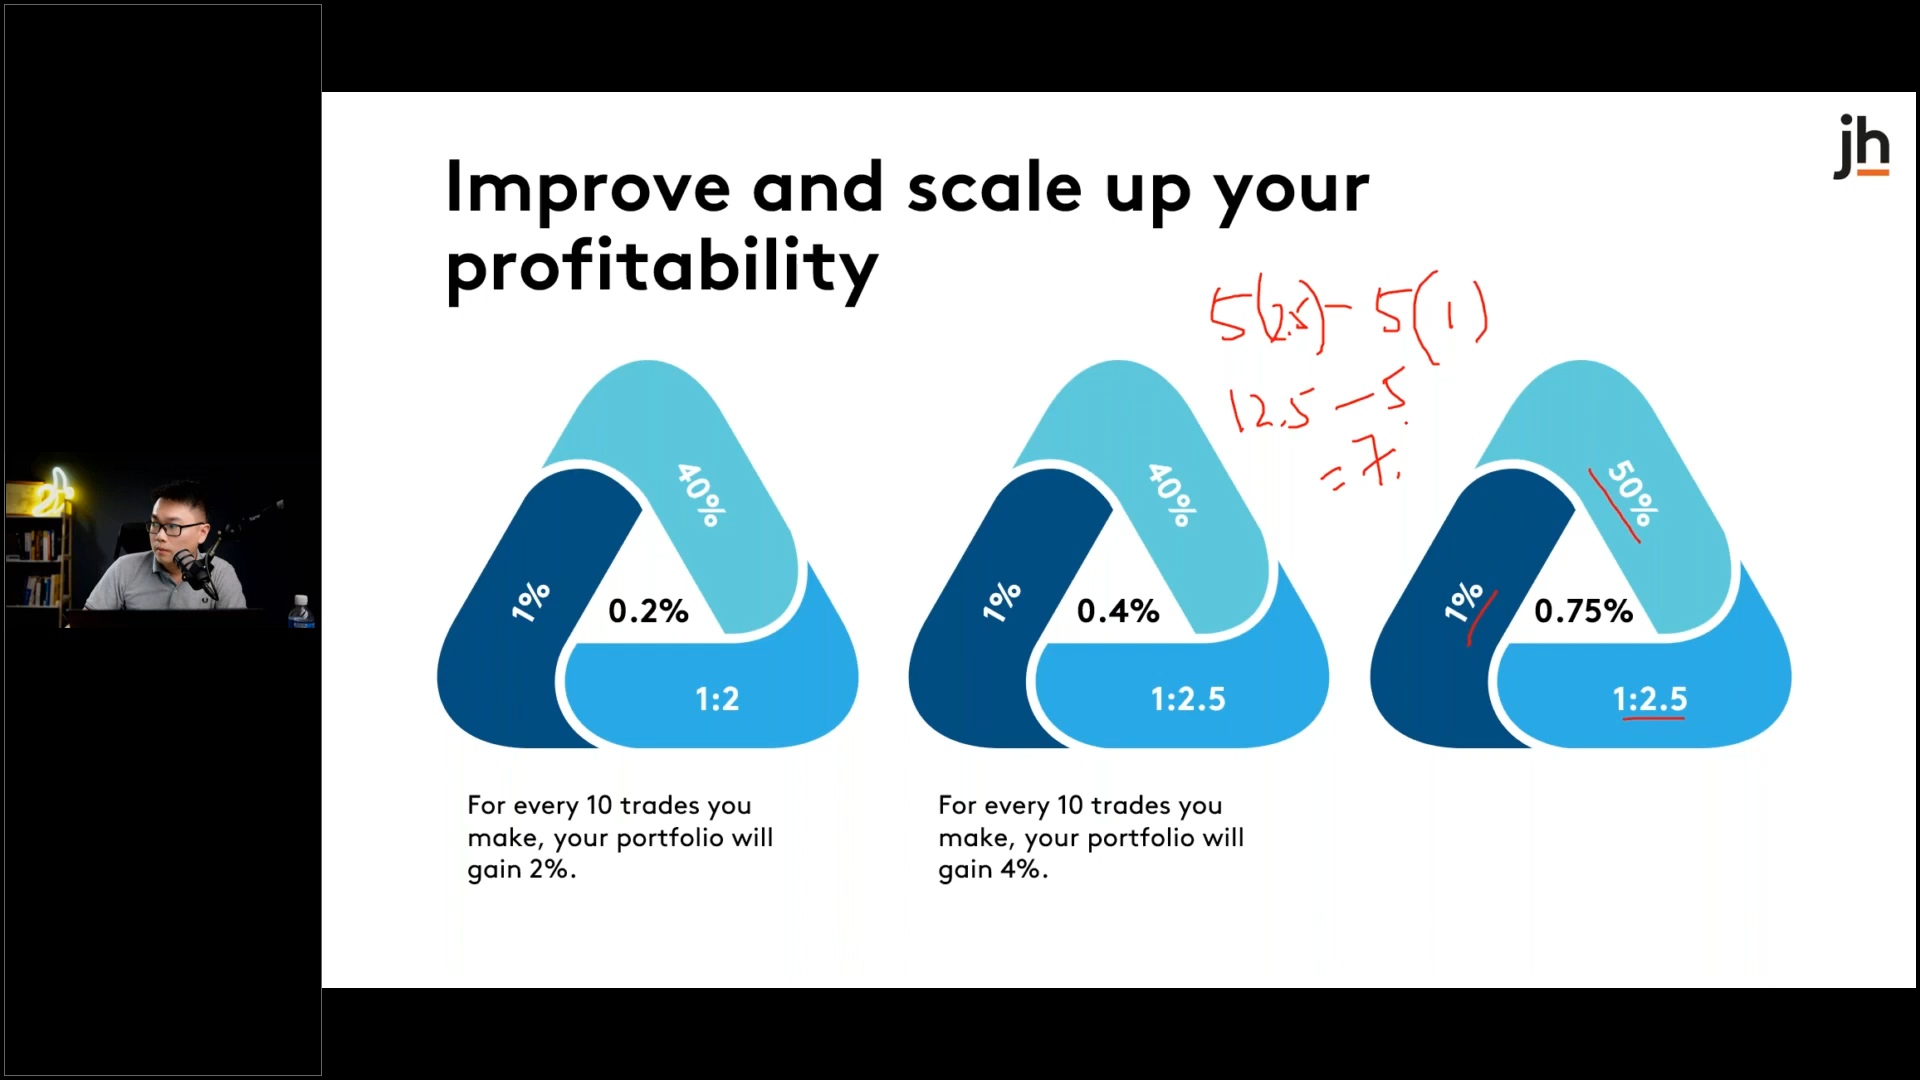 jh
Improve and scale up your
profitability
5(2.5) - 5(1)
12.5 - 5
= 7.
40%
1%
0.2%
1:2
40%
1%
0.4%
1:2.5
50%
1%
0.75%
1:2.5
For every 10 trades you
make, your portfolio will
gain 2%.
For every 10 trades you
make, your portfolio will
gain 4%.